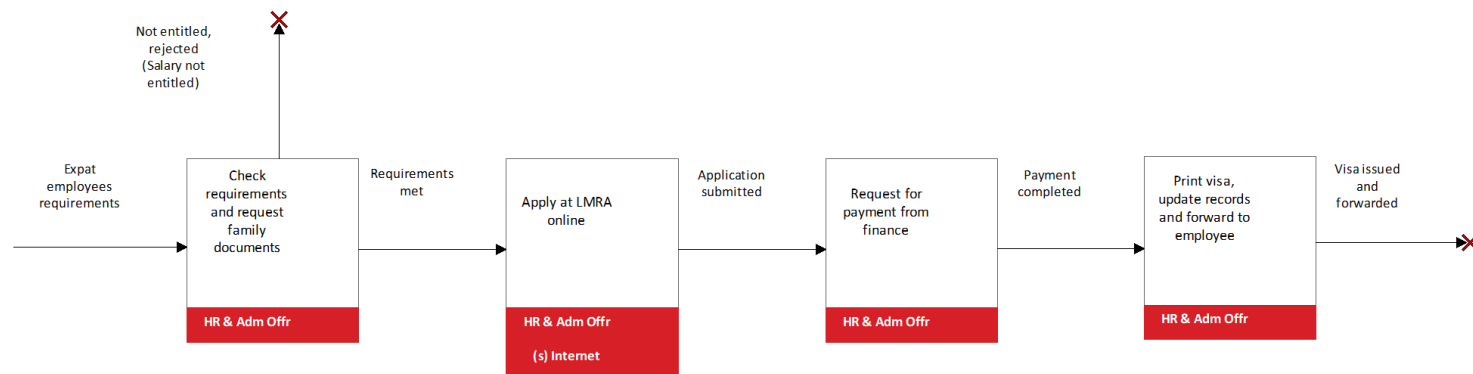 Not entitled,
rejected
(Salary not
entitled)
Expat
employees
requirements
Check
requirements
and request
family
documents
HR & Adm Offr
Requirements
met
Apply at LMRA
online
HR & Adm Offr
(s) Internet
Application
submitted
Request for
payment from
finance
HR & Adm Offr
Payment
completed
Print visa,
update records
and forward to
employee
HR & Adm Offr
Visa issued
and
forwarded